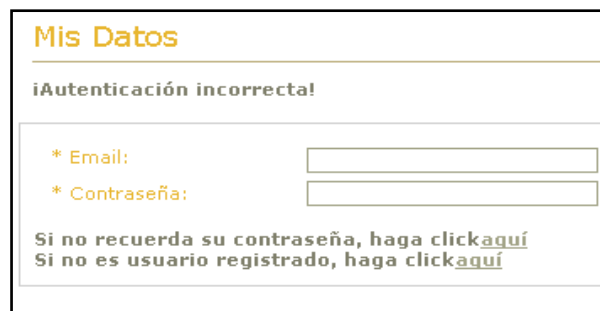 Mis Datos
¡Autenticación incorrecta!
* Email:
* Contraseña:
Si no recuerda su contraseña, haga clickaquí
Si no es usuario registrado, haga clickaquí